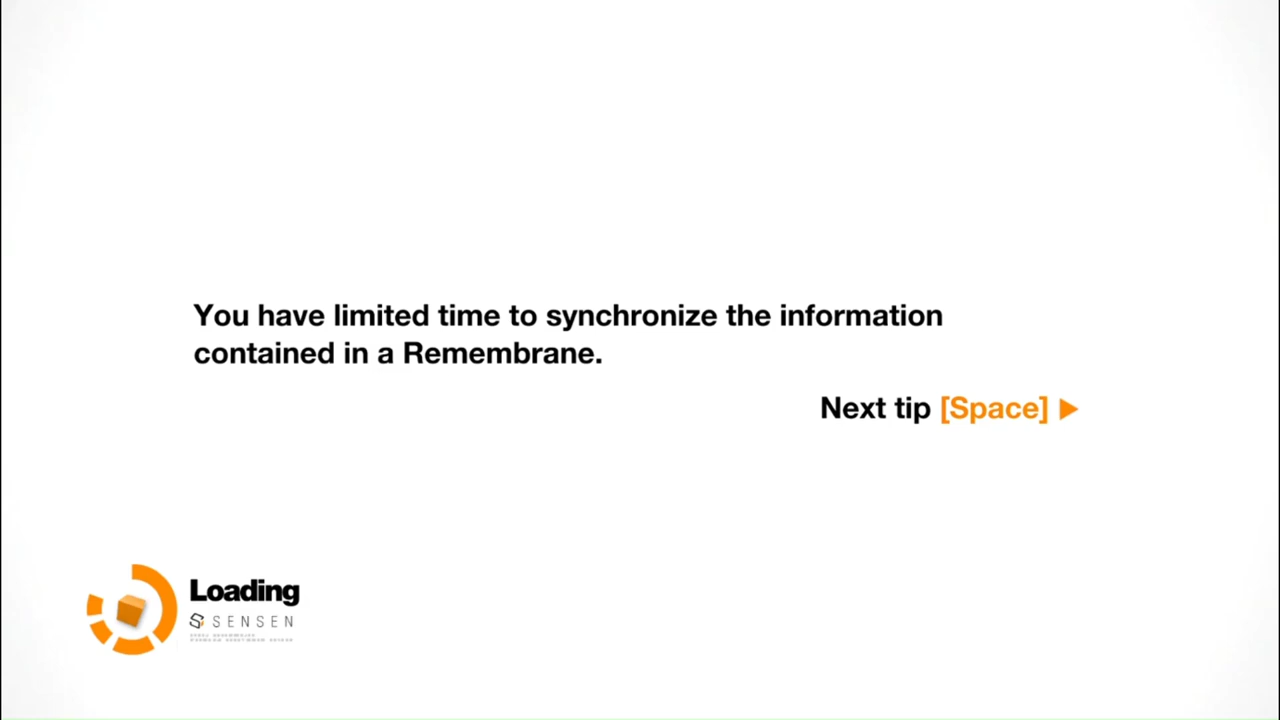 You have limited time to synchronize the information
contained in a Remembrane.
Next tip [Space]
Loading
SENSEN